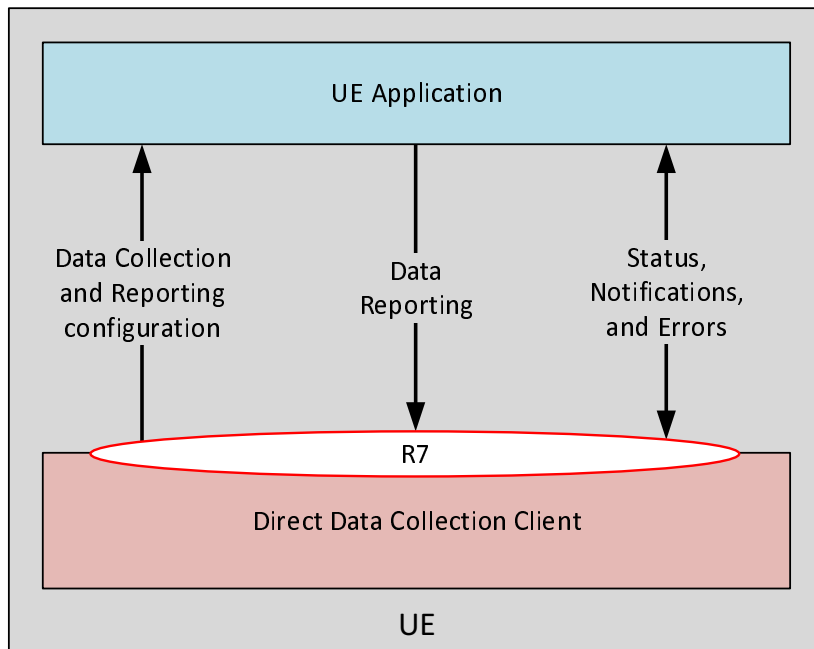 UE Application
Data Collection
and Reporting
configuration
Data
Reporting
Status,
Notifications,
and Errors
R7
Direct Data Collection Client
UE